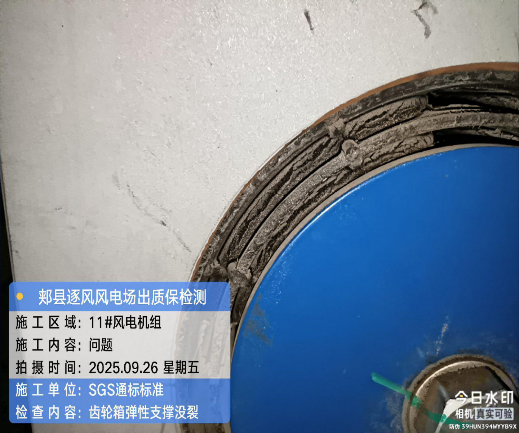 郏县逐风风电场出质保检测
施工区域：11#风电机组
施工内容：问题
拍摄时间：2025.09.26 星期五
施工单位：SGS通标标准
检查内容：齿轮箱弹性支撑没裂
今日水印
相机 真实可验
防伪 39HUN394MYYB9X